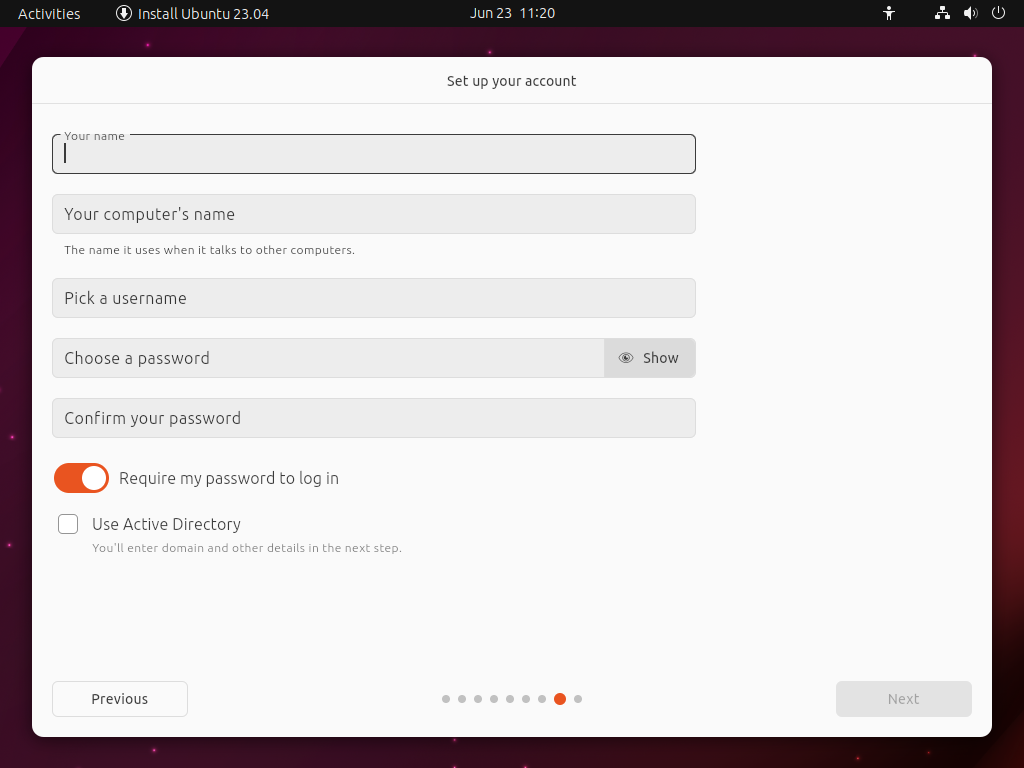 Activities Install Ubuntu 23.04 Jun 23 11:20
Set up your account
Your name
Your computer's name
The name it uses when it talks to other computers.
Pick a username
Choose a password Show
Confirm your password
Require my password to log in
Use Active Directory
You'll enter domain and other details in the next step.
Previous Next